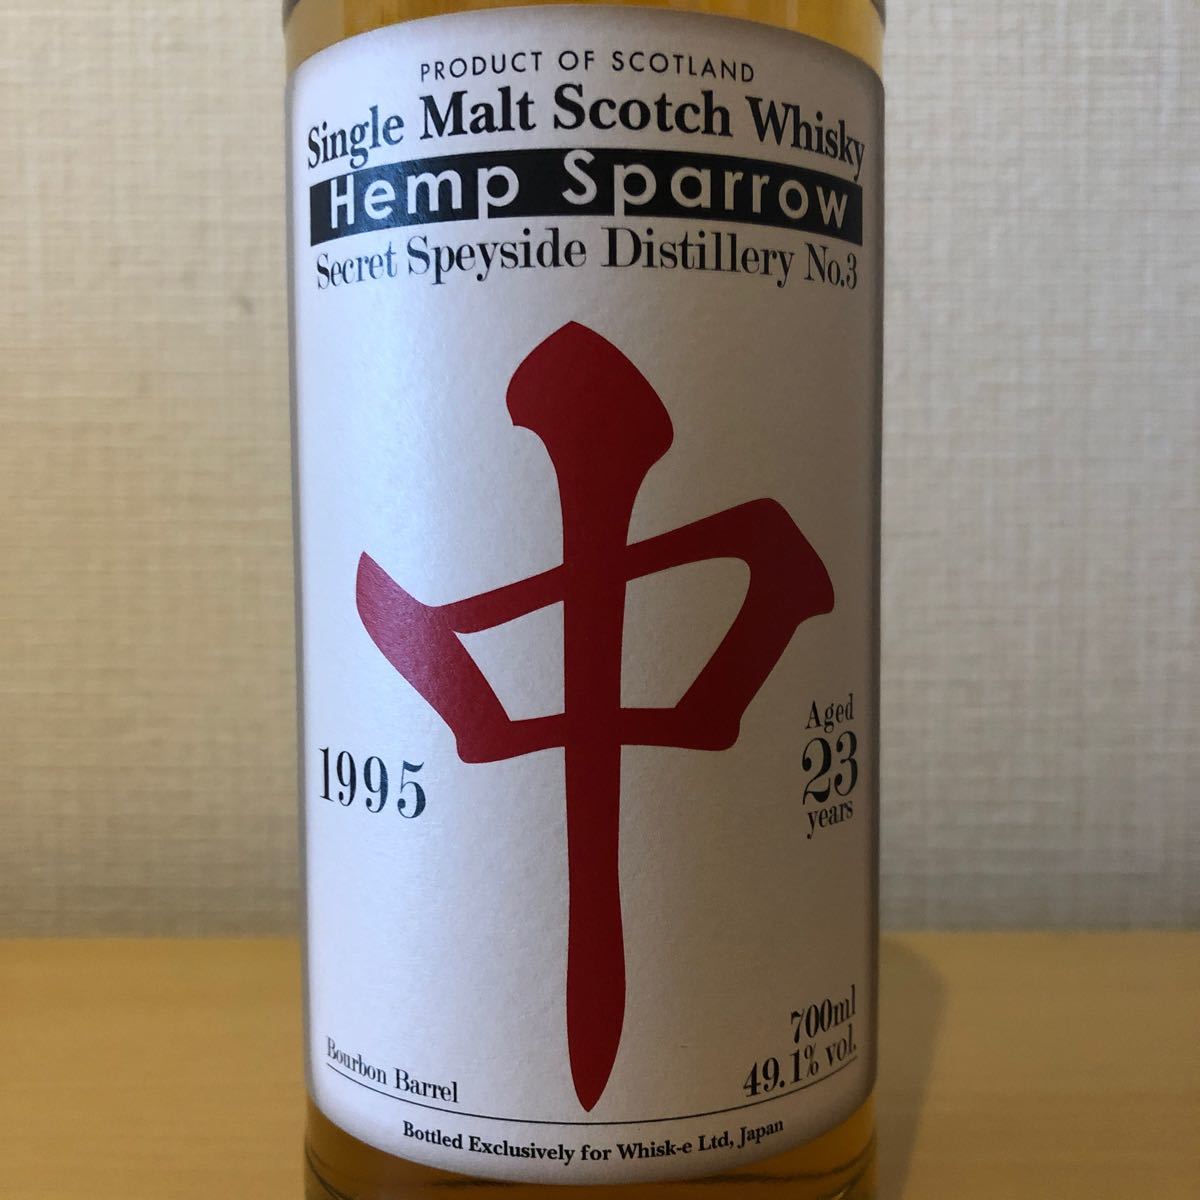 PRODUCT OF SCOTLAND
Single Malt Scotch Whisky
Hemp Sparrow
Secret Speyside Distillery No.3
中
1995
Aged
23
years
700ml
49.1% vol.
Bourbon Barrel
Bottled Exclusively for Whisk-e Ltd, Japan